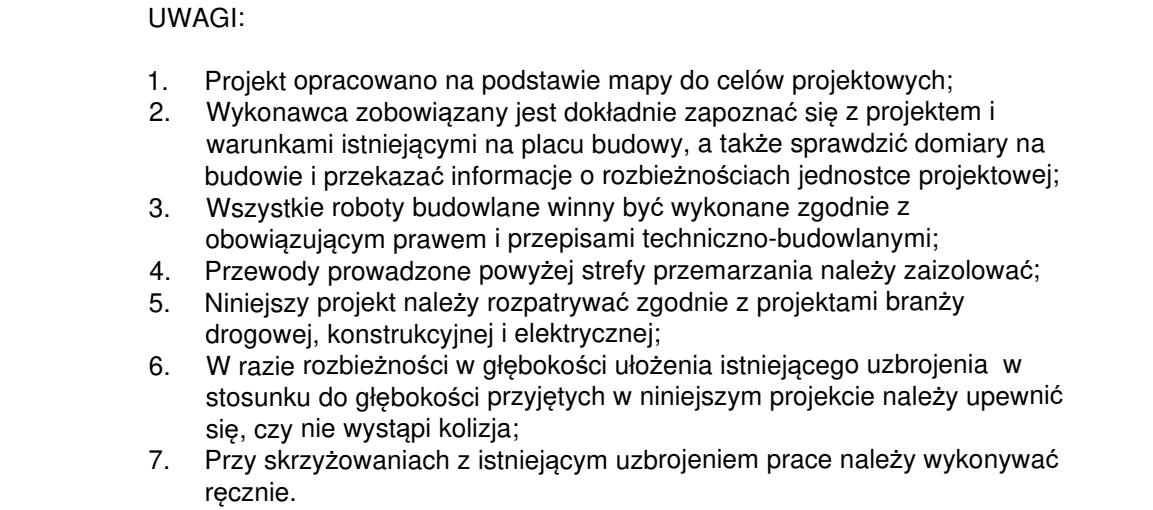 UWAGI:
1. Projekt opracowano na podstawie mapy do celów projektowych;
2. Wykonawca zobowiązany jest dokładnie zapoznać się z projektem i
warunkami istniejącymi na placu budowy, a także sprawdzić domiary na
budowie i przekazać informacje o rozbieżnościach jednostce projektowej;
3. Wszystkie roboty budowlane winny być wykonane zgodnie z
obowiązującym prawem i przepisami techniczno-budowlanymi;
4. Przewody prowadzone powyżej strefy przemarzania należy zaizolować;
5. Niniejszy projekt należy rozpatrywać zgodnie z projektami branży
drogowej, konstrukcyjnej i elektrycznej;
6. W razie rozbieżności w głębokości ułożenia istniejącego uzbrojenia  w
stosunku do głębokości przyjętych w niniejszym projekcie należy upewnić
się, czy nie wystąpi kolizja;
7. Przy skrzyżowaniach z istniejącym uzbrojeniem prace należy wykonywać
ręcznie.